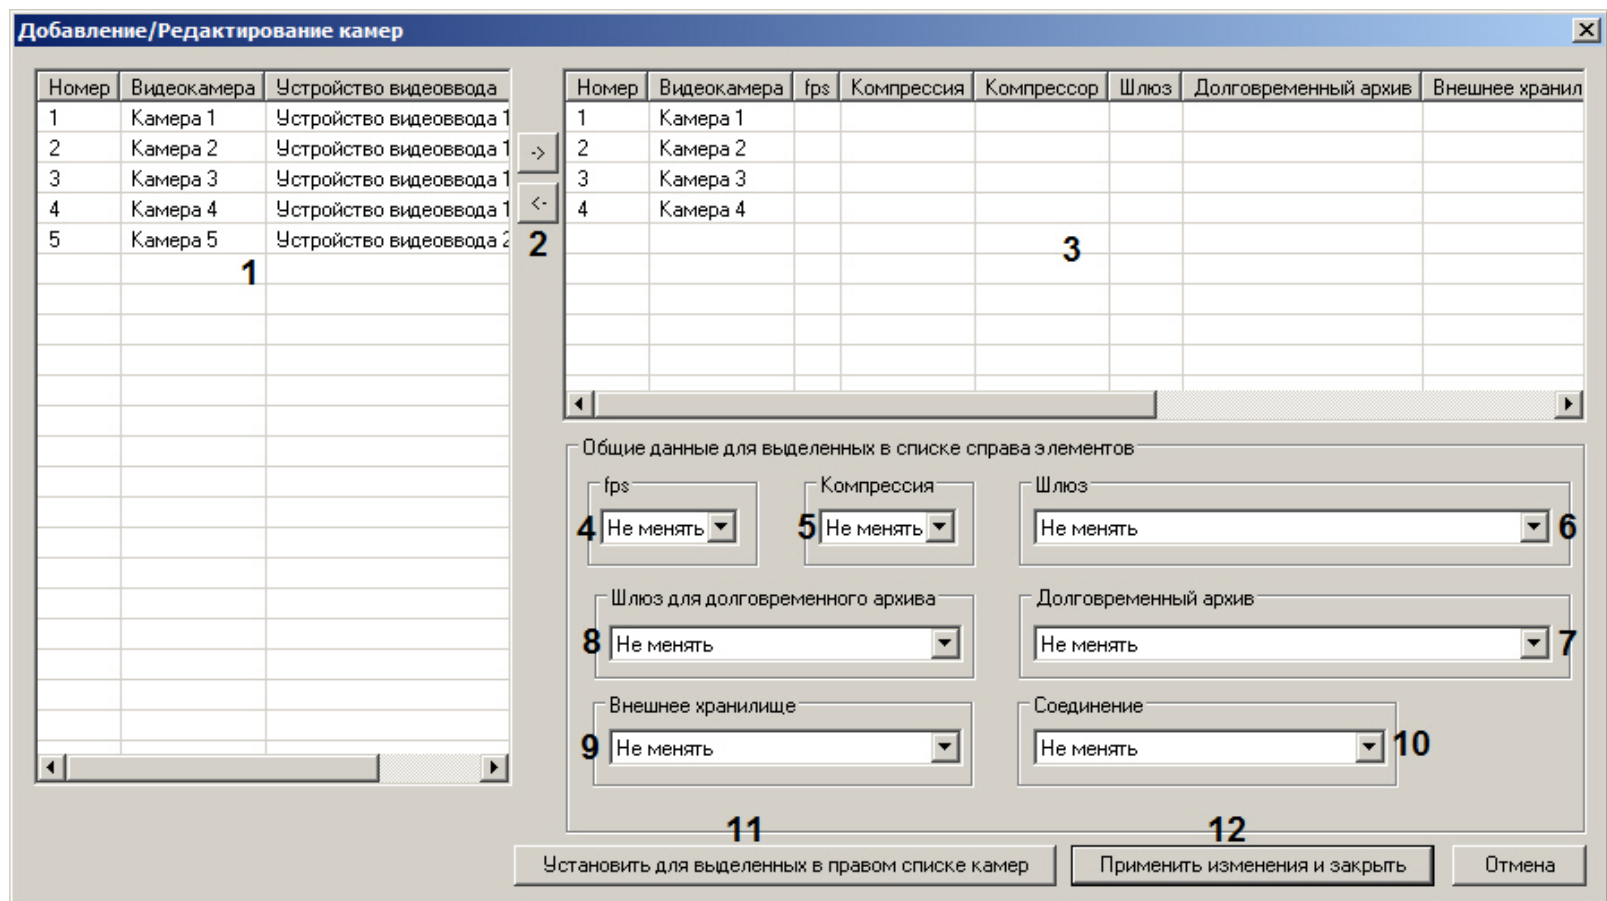 Добавление/Редактирование камер
Номер Видеокамера Устройство видеоввода
1 Камера 1 Устройство видеоввода 1
2 Камера 2 Устройство видеоввода 1
3 Камера 3 Устройство видеоввода 1
4 Камера 4 Устройство видеоввода 1
5 Камера 5 Устройство видеоввода 2
1
->
<-
2
Номер Видеокамера fps Компрессия Компрессор Шлюз Долговременный архив Внешнее хранил
1 Камера 1
2 Камера 2
3 Камера 3
4 Камера 4
3
Общие данные для выделенных в списке справа элементов
fps Компрессия Шлюз
4 Не менять 5 Не менять Не менять 6
Шлюз для долговременного архива Долговременный архив
8 Не менять Не менять 7
Внешнее хранилище Соединение
9 Не менять Не менять 10
11 12
Установить для выделенных в правом списке камер Применить изменения и закрыть Отмена